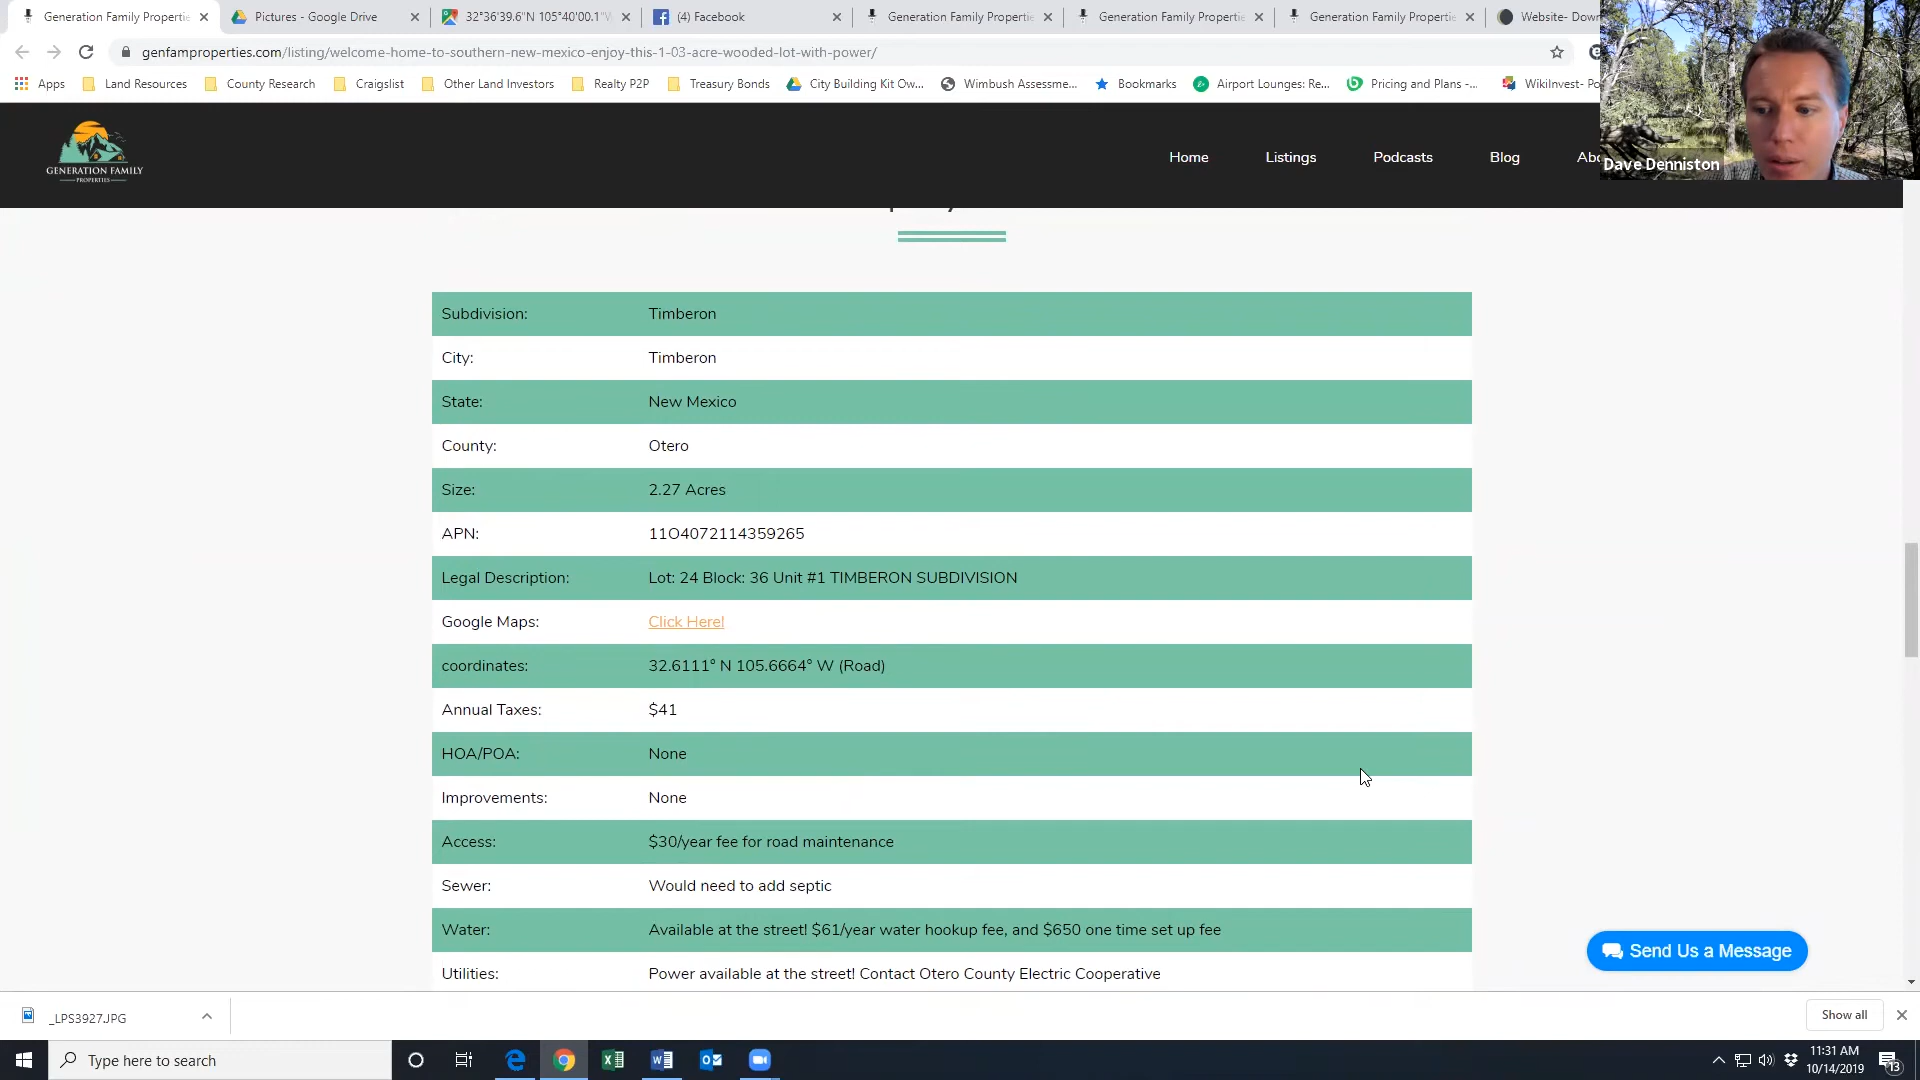 Generation Family Propertie
Pictures - Google Drive
32°36'39.6"N 105°40'00.1"W
(4) Facebook
Generation Family Propertie
Generation Family Propertie
Generation Family Propertie
Website- Down
genfamproperties.com/listing/welcome-home-to-southern-new-mexico-enjoy-this-1-03-acre-wooded-lot-with-power/
Apps
Land Resources
County Research
Craigslist
Other Land Investors
Realty P2P
Treasury Bonds
City Building Kit Ow...
Wimbush Assessme...
Bookmarks
Airport Lounges: Re...
Pricing and Plans -...
WikiInvest- Po
GENERATION FAMILY
PROPERTIES
Home
Listings
Podcasts
Blog
Abo
Dave Denniston
Subdivision: Timberon
City: Timberon
State: New Mexico
County: Otero
Size: 2.27 Acres
APN: 11O4072114359265
Legal Description: Lot: 24 Block: 36 Unit #1 TIMBERON SUBDIVISION
Google Maps: Click Here!
coordinates: 32.6111° N 105.6664° W (Road)
Annual Taxes: $41
HOA/POA: None
Improvements: None
Access: $30/year fee for road maintenance
Sewer: Would need to add septic
Water: Available at the street! $61/year water hookup fee, and $650 one time set up fee
Utilities: Power available at the street! Contact Otero County Electric Cooperative
Send Us a Message
_LPS3927.JPG
Show all
Type here to search
11:31 AM
10/14/2019
13